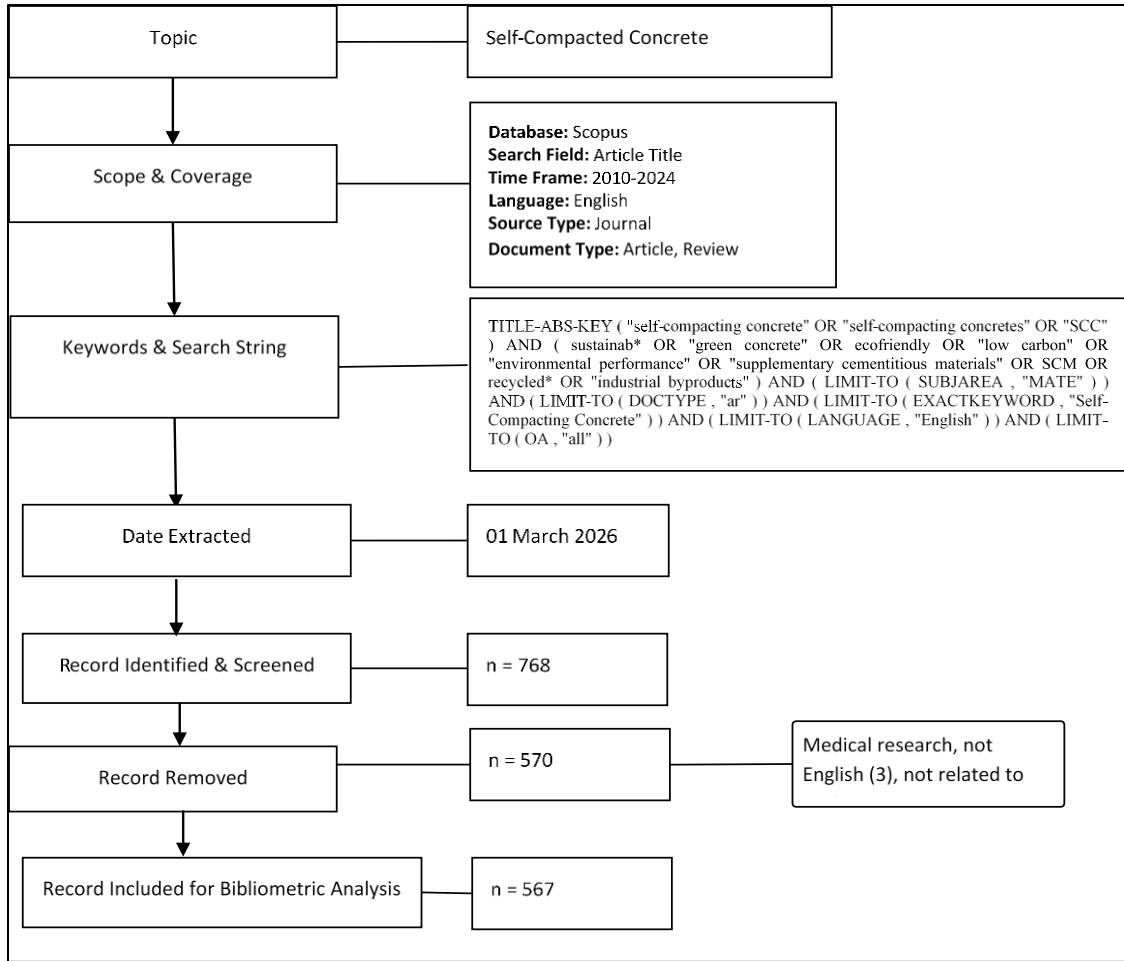 Topic
Self-Compacted Concrete
Scope & Coverage
Database: Scopus
Search Field: Article Title
Time Frame: 2010-2024
Language: English
Source Type: Journal
Document Type: Article, Review
Keywords & Search String
TITLE-ABS-KEY ( "self-compacting concrete" OR "self-compacting concretes" OR "SCC"
) AND ( sustainab* OR "green concrete" OR ecofriendly OR "low carbon" OR
"environmental performance" OR "supplementary cementitious materials" OR SCM OR
recycled* OR "industrial byproducts" ) AND ( LIMIT-TO ( SUBJAREA , "MATE" ) )
AND ( LIMIT-TO ( DOCTYPE , "ar" ) ) AND ( LIMIT-TO ( EXACTKEYWORD , "Self-
Compacting Concrete" ) ) AND ( LIMIT-TO ( LANGUAGE , "English" ) ) AND ( LIMIT-
TO ( OA , "all" ) )
Date Extracted
01 March 2026
Record Identified & Screened
n = 768
Record Removed
n = 570
Medical research, not
English (3), not related to
Record Included for Bibliometric Analysis
n = 567